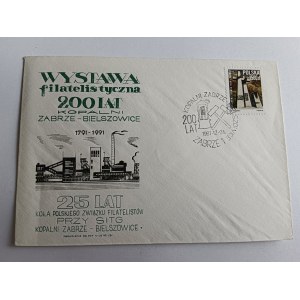 WYSTAWA
filatelistyczna
200 LAT
KOPALNI
ZABRZE - BIELSZOWICE
1791-1991
25 LAT
KOŁA POLSKIEGO ZWIĄZKU FILATELISTÓW
PRZY SITG
KOPALNI ZABRZE - BIELSZOWICE
POLSKA
200
LAT
ZABRZE 1